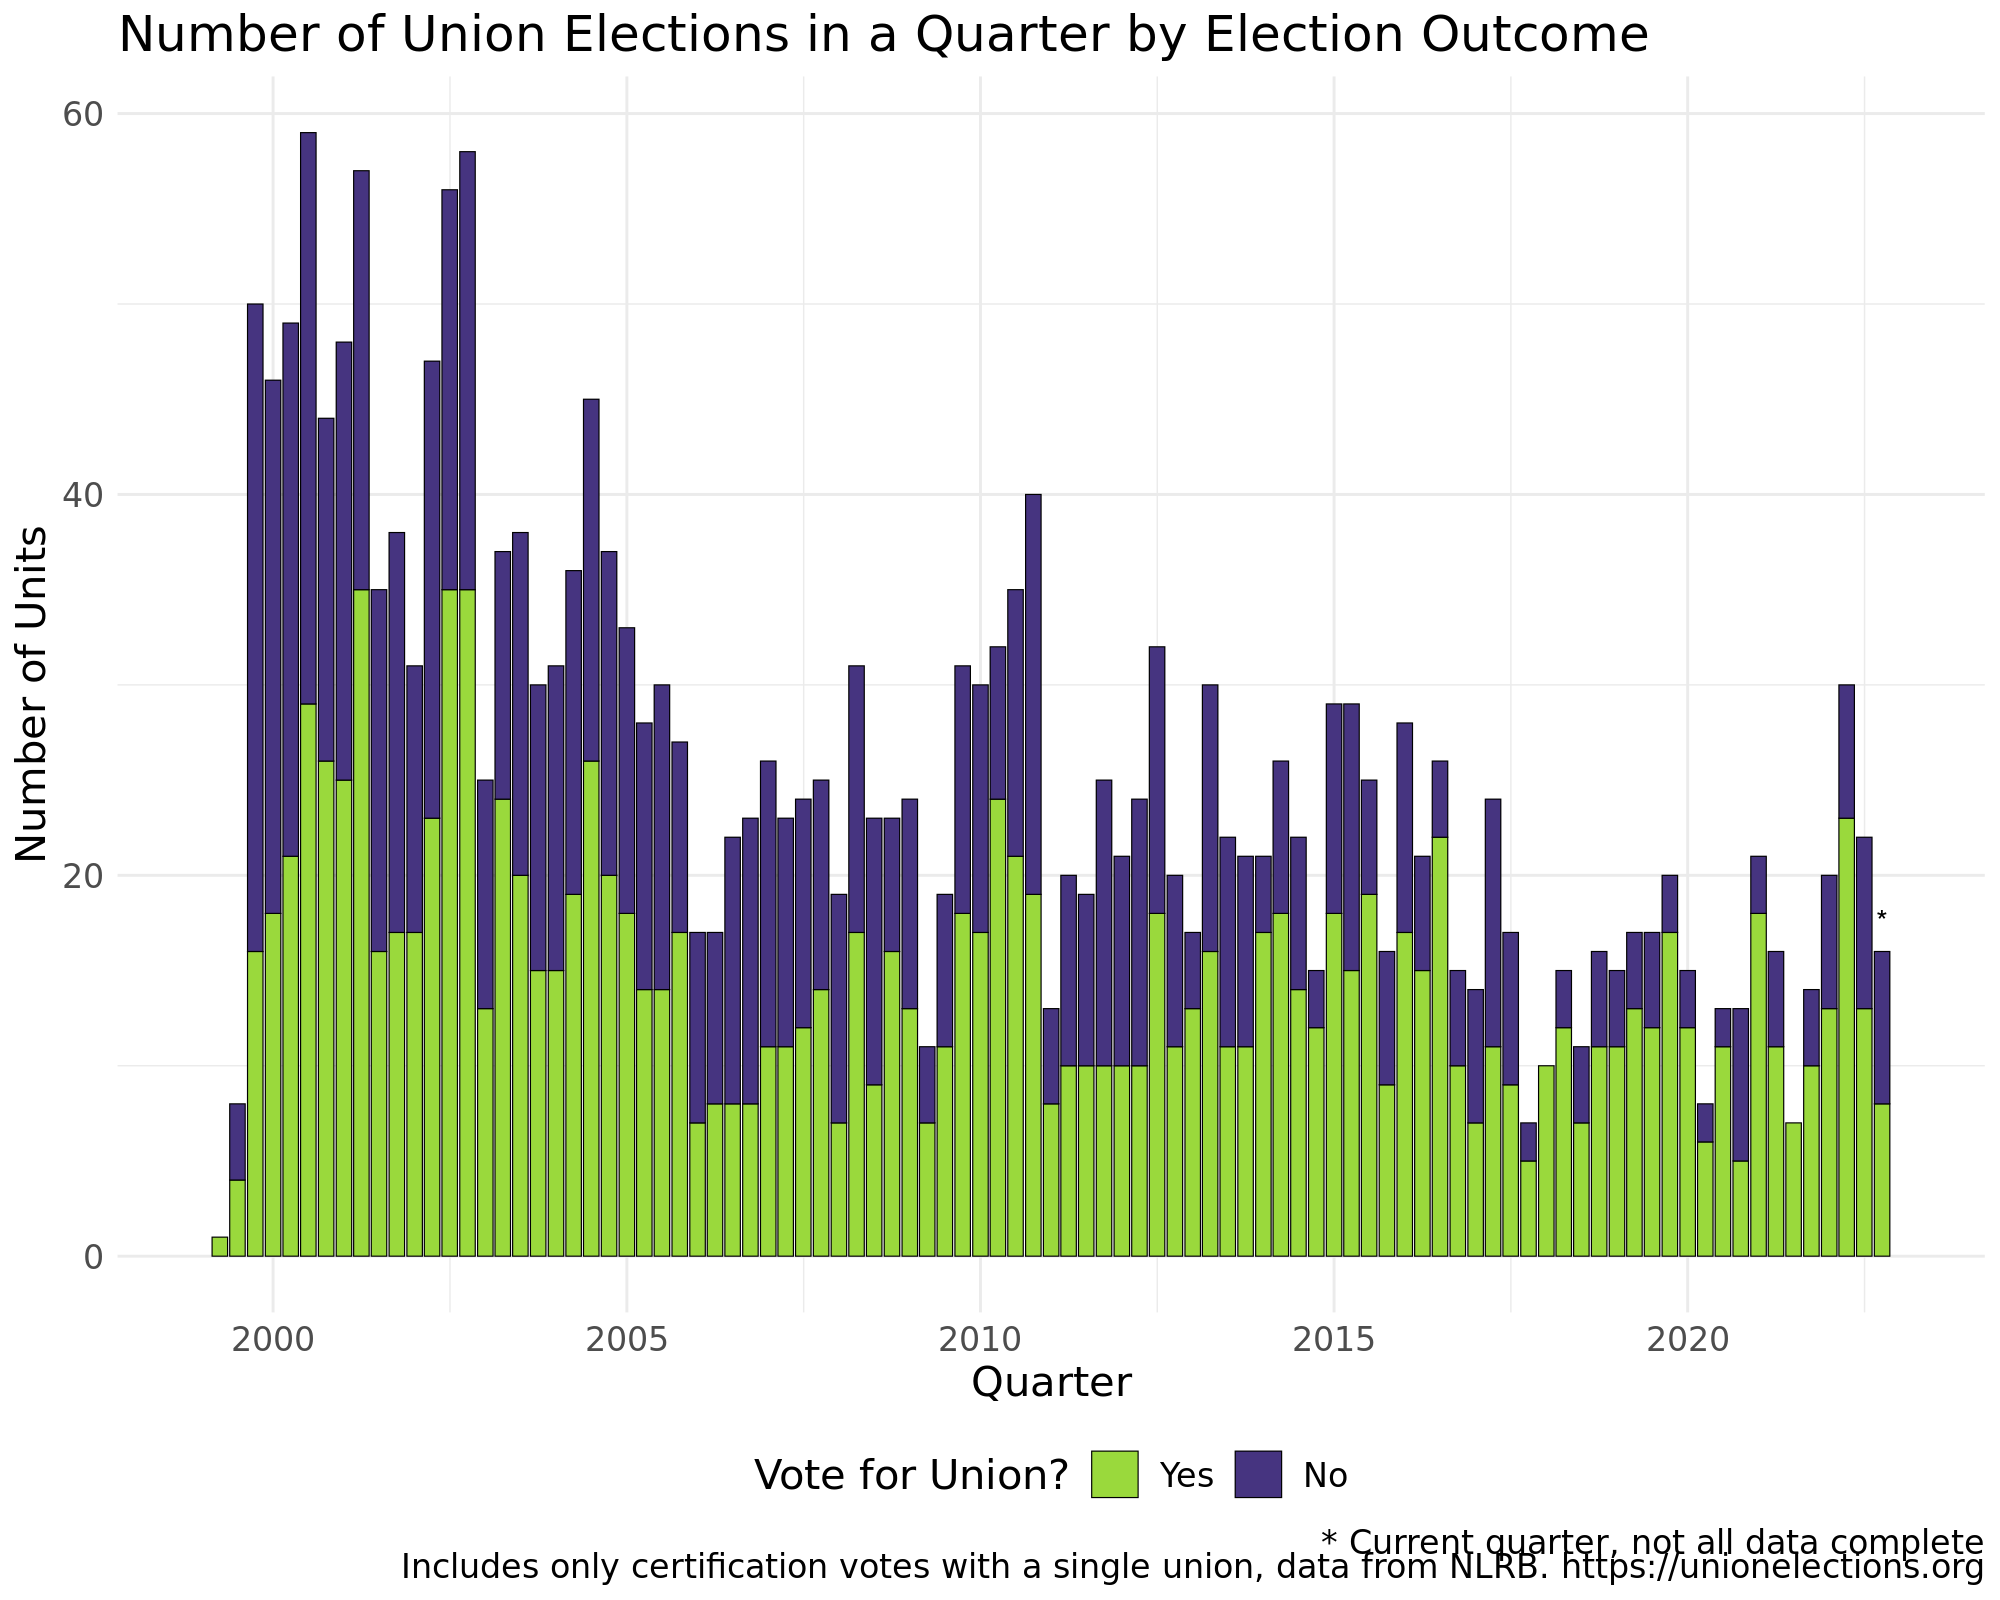 Number of Union Elections in a Quarter by Election Outcome
60
40
20
0
Number of Units
*
2000 2005 2010 2015 2020
Quarter
Vote for Union? Yes No
* Current quarter, not all data complete
Includes only certification votes with a single union, data from NLRB. https://unionelections.org